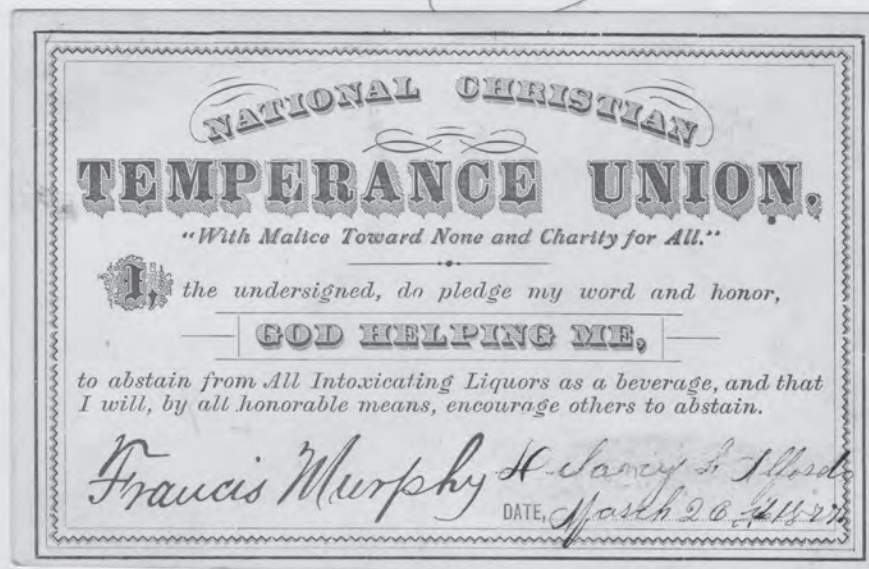 NATIONAL CHRISTIAN
TEMPERANCE UNION.
"With Malice Toward None and Charity for All."
I, the undersigned, do pledge my word and honor,
GOD HELPING ME,
to abstain from All Intoxicating Liquors as a beverage, and that
I will, by all honorable means, encourage others to abstain.
Francis Murphy
DATE, March 26